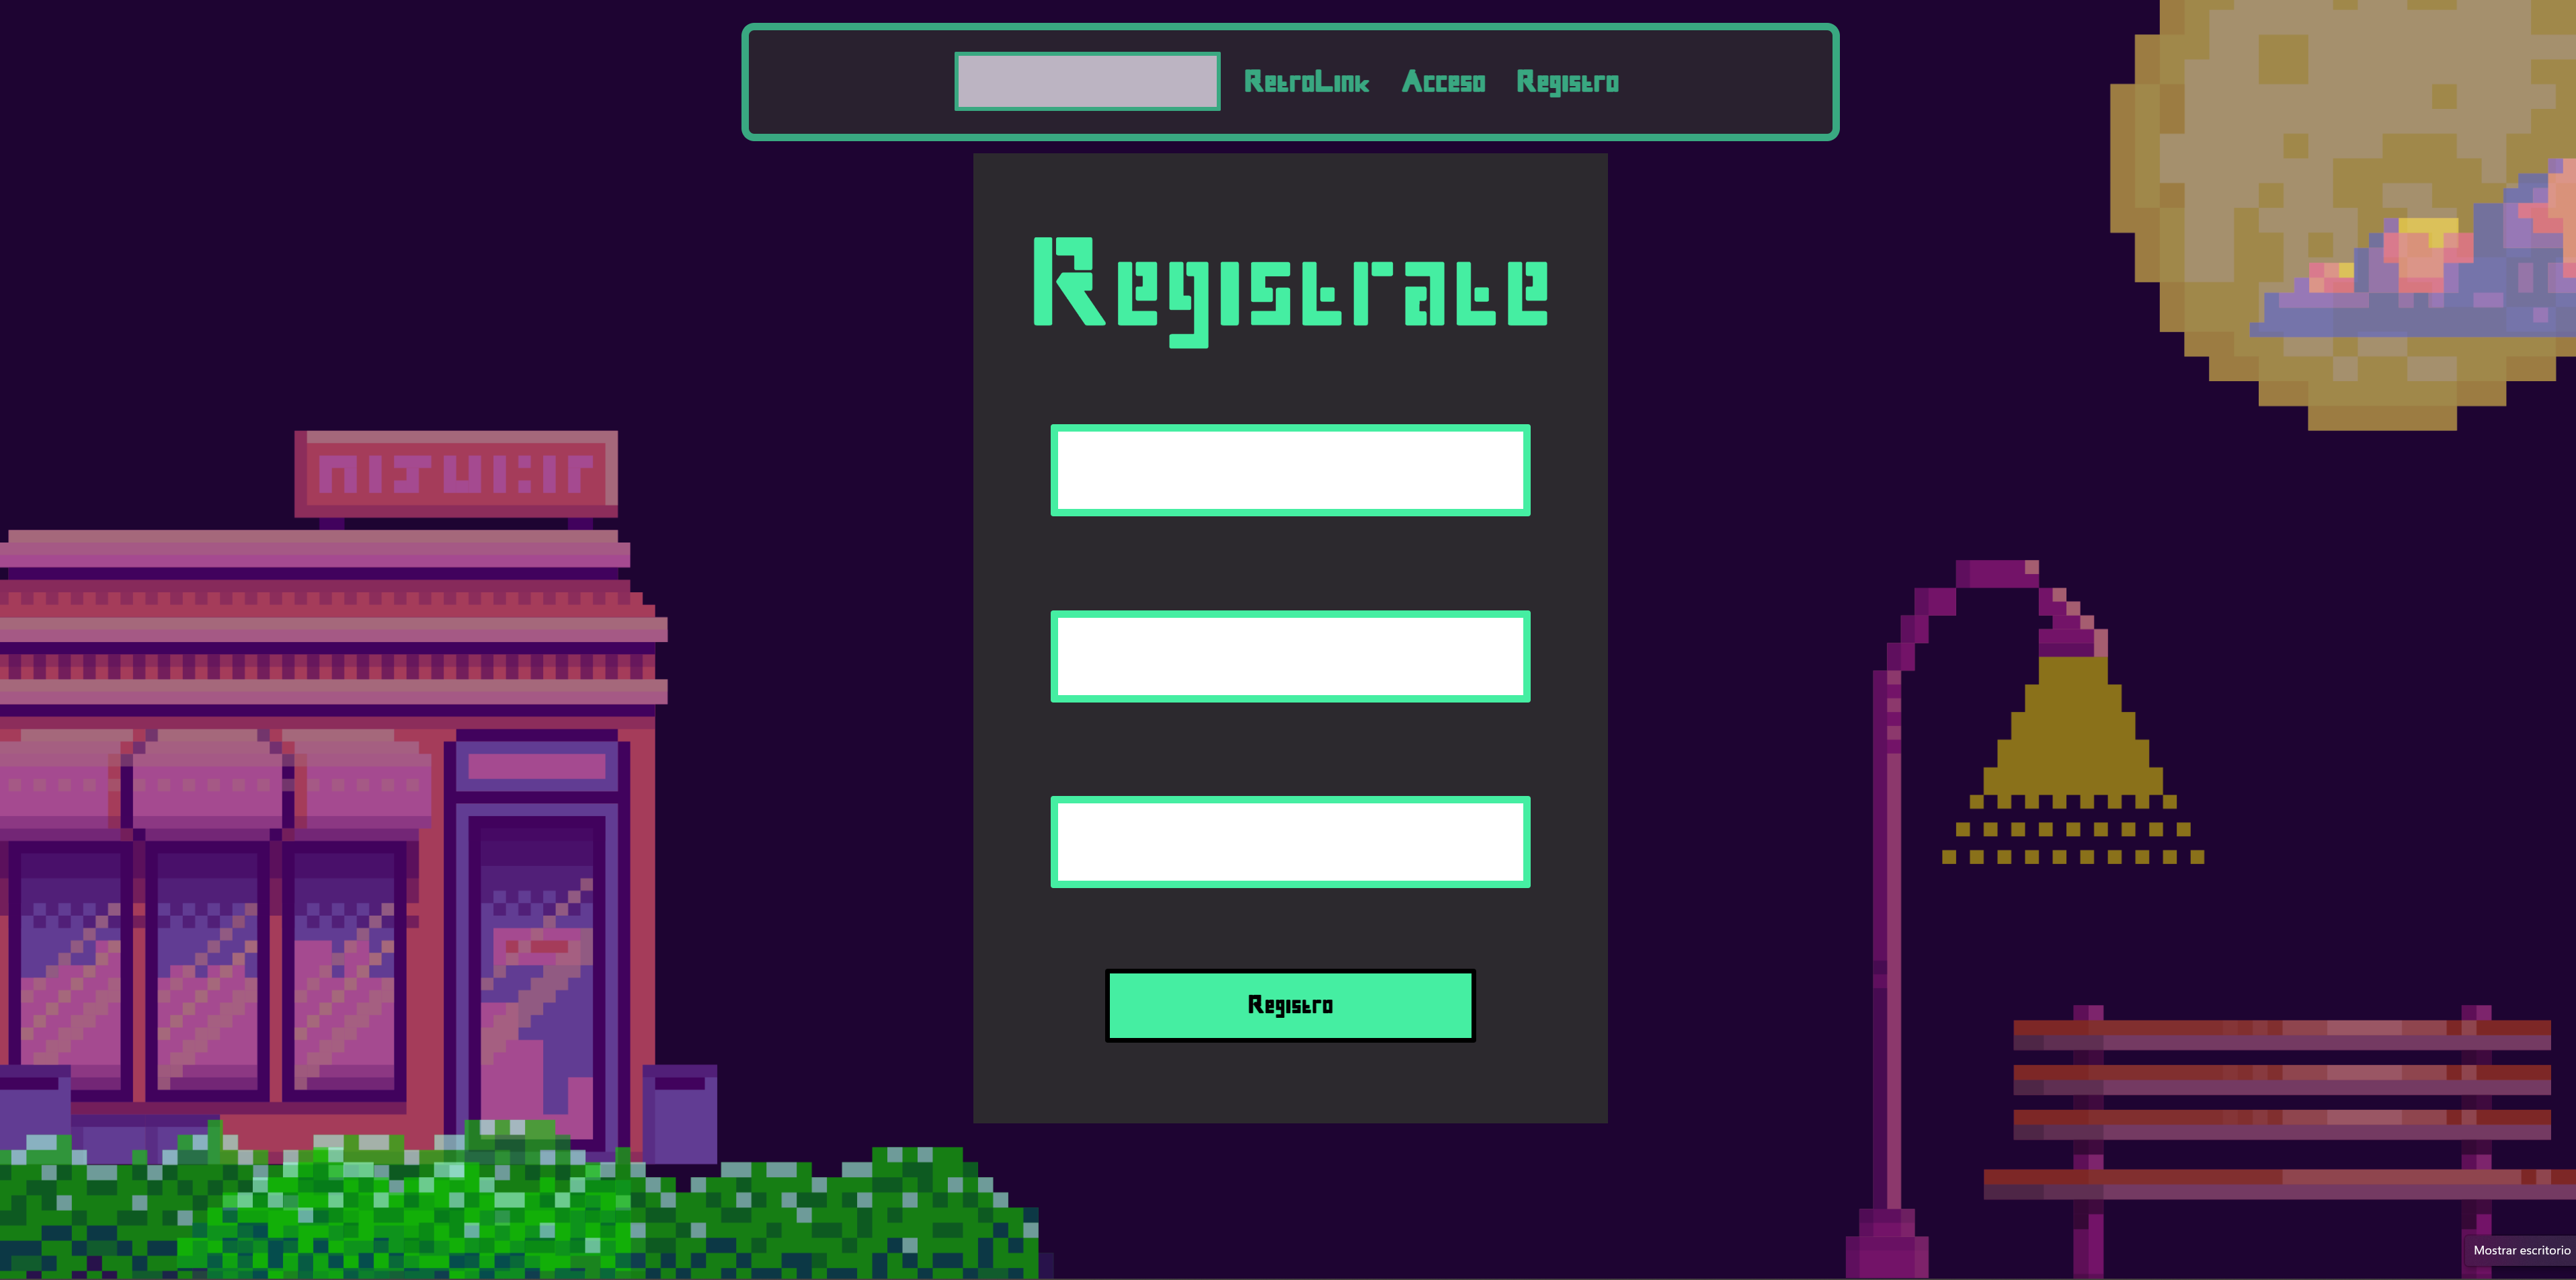 RetroLink Acceso Registro
Registrate
Registro
Mostrar escritorio